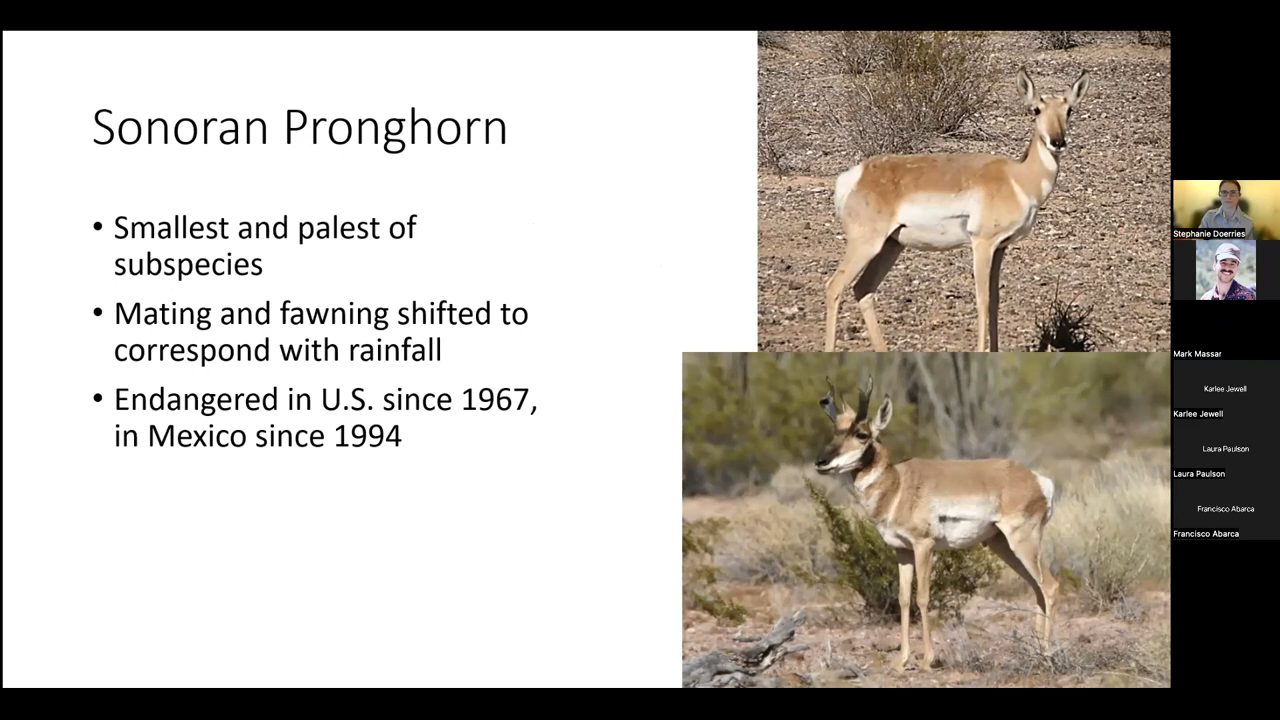 Sonoran Pronghorn
• Smallest and palest of
subspecies
• Mating and fawning shifted to
correspond with rainfall
• Endangered in U.S. since 1967,
in Mexico since 1994
Stephanie Doerries
Mark Massar
Karlee Jewell
Karlee Jewell
Laura Paulson
Laura Paulson
Francisco Abarca
Francisco Abarca